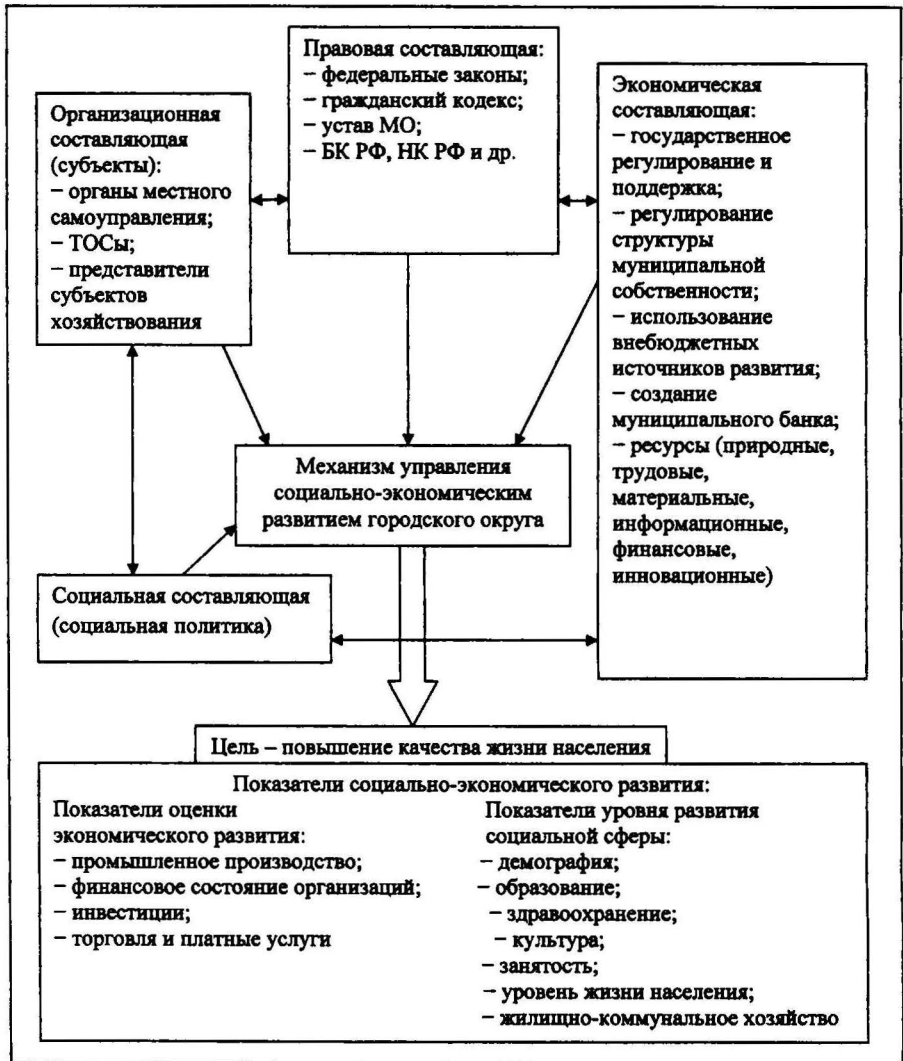 Правовая составляющая:
– федеральные законы;
– гражданский кодекс;
– устав МО;
– БК РФ, НК РФ и др.
Организационная
составляющая
(субъекты):
– органы местного
самоуправления;
– ТОСы;
– представители
субъектов
хозяйствования
Экономическая
составляющая:
– государственное
регулирование и
поддержка;
– регулирование
структуры
муниципальной
собственности;
– использование
внебюджетных
источников развития;
– создание
муниципального банка;
– ресурсы (природные,
трудовые,
материальные,
информационные,
финансовые,
инновационные)
Механизм управления
социально-экономическим
развитием городского округа
Социальная составляющая
(социальная политика)
Цель – повышение качества жизни населения
Показатели социально-экономического развития:
Показатели оценки
экономического развития:
– промышленное производство;
– финансовое состояние организаций;
– инвестиции;
– торговля и платные услуги
Показатели уровня развития
социальной сферы:
– демография;
– образование;
– здравоохранение;
– культура;
– занятость;
– уровень жизни населения;
– жилищно-коммунальное хозяйство